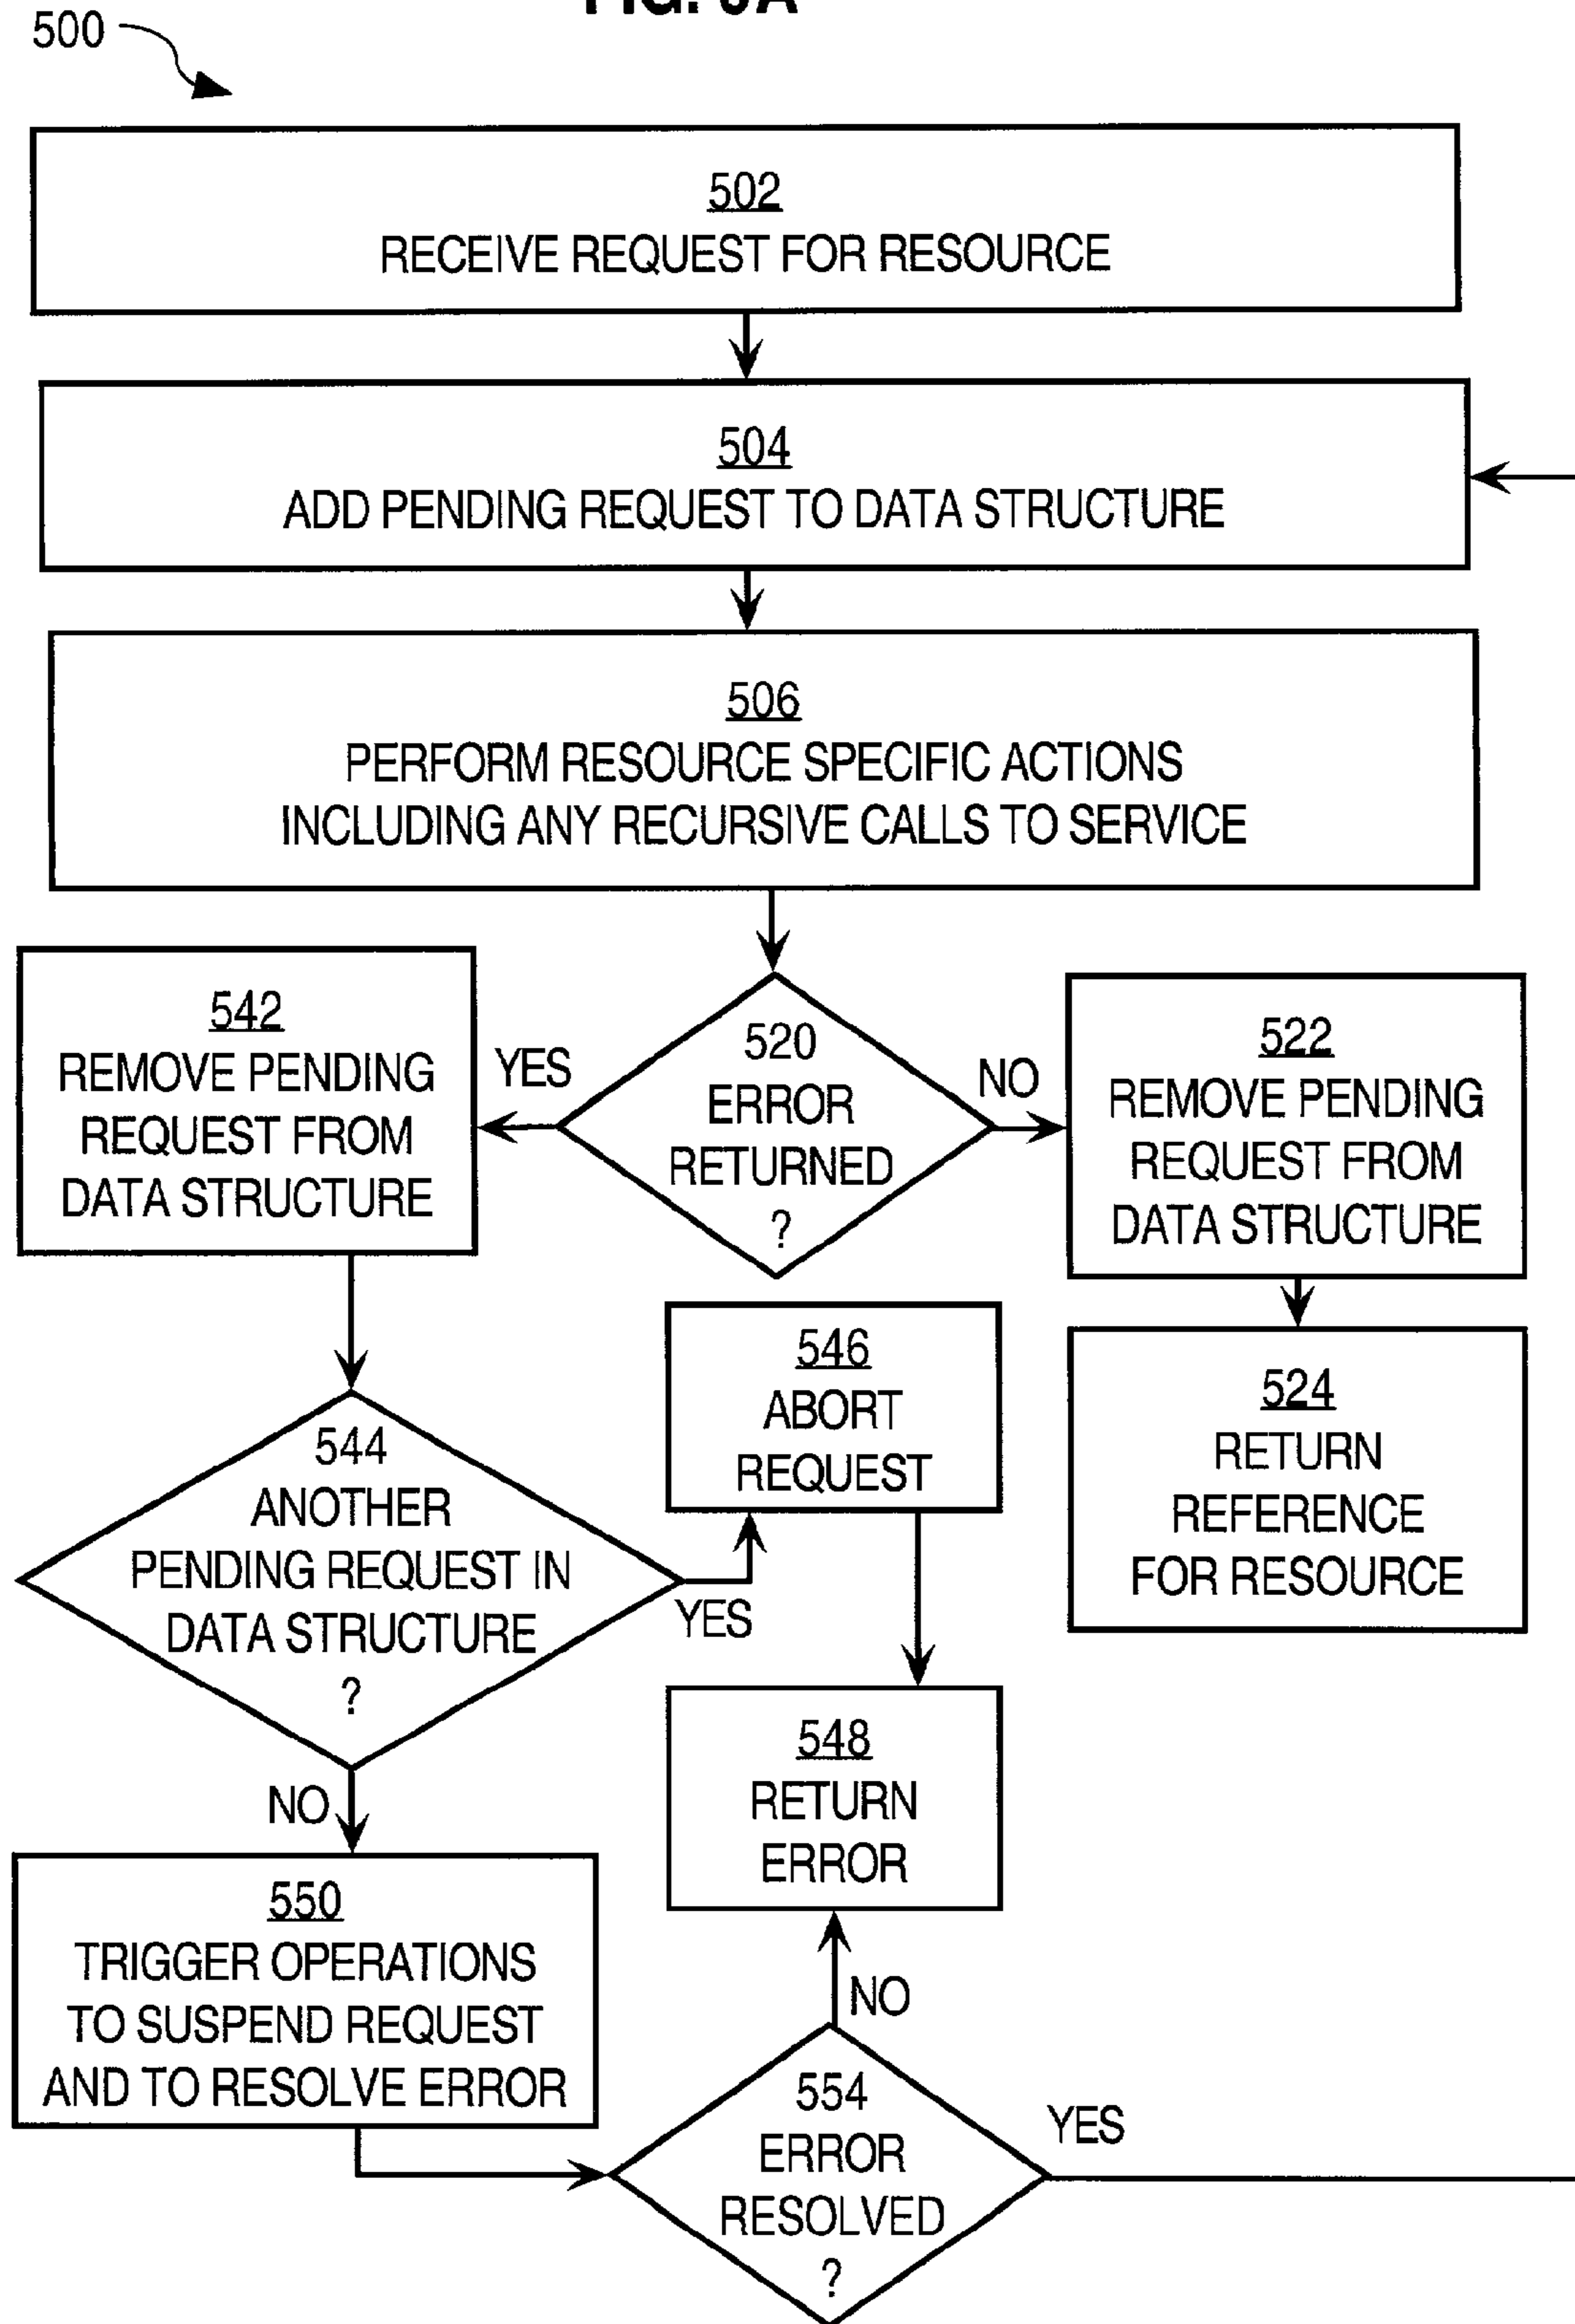 500
502
RECEIVE REQUEST FOR RESOURCE
504
ADD PENDING REQUEST TO DATA STRUCTURE
506
PERFORM RESOURCE SPECIFIC ACTIONS
INCLUDING ANY RECURSIVE CALLS TO SERVICE
542
REMOVE PENDING
REQUEST FROM
DATA STRUCTURE
YES
520
ERROR
RETURNED
?
NO
522
REMOVE PENDING
REQUEST FROM
DATA STRUCTURE
544
ANOTHER
PENDING REQUEST IN
DATA STRUCTURE
?
YES
546
ABORT
REQUEST
524
RETURN
REFERENCE
FOR RESOURCE
548
RETURN
ERROR
NO
550
TRIGGER OPERATIONS
TO SUSPEND REQUEST
AND TO RESOLVE ERROR
NO
554
ERROR
RESOLVED
?
YES